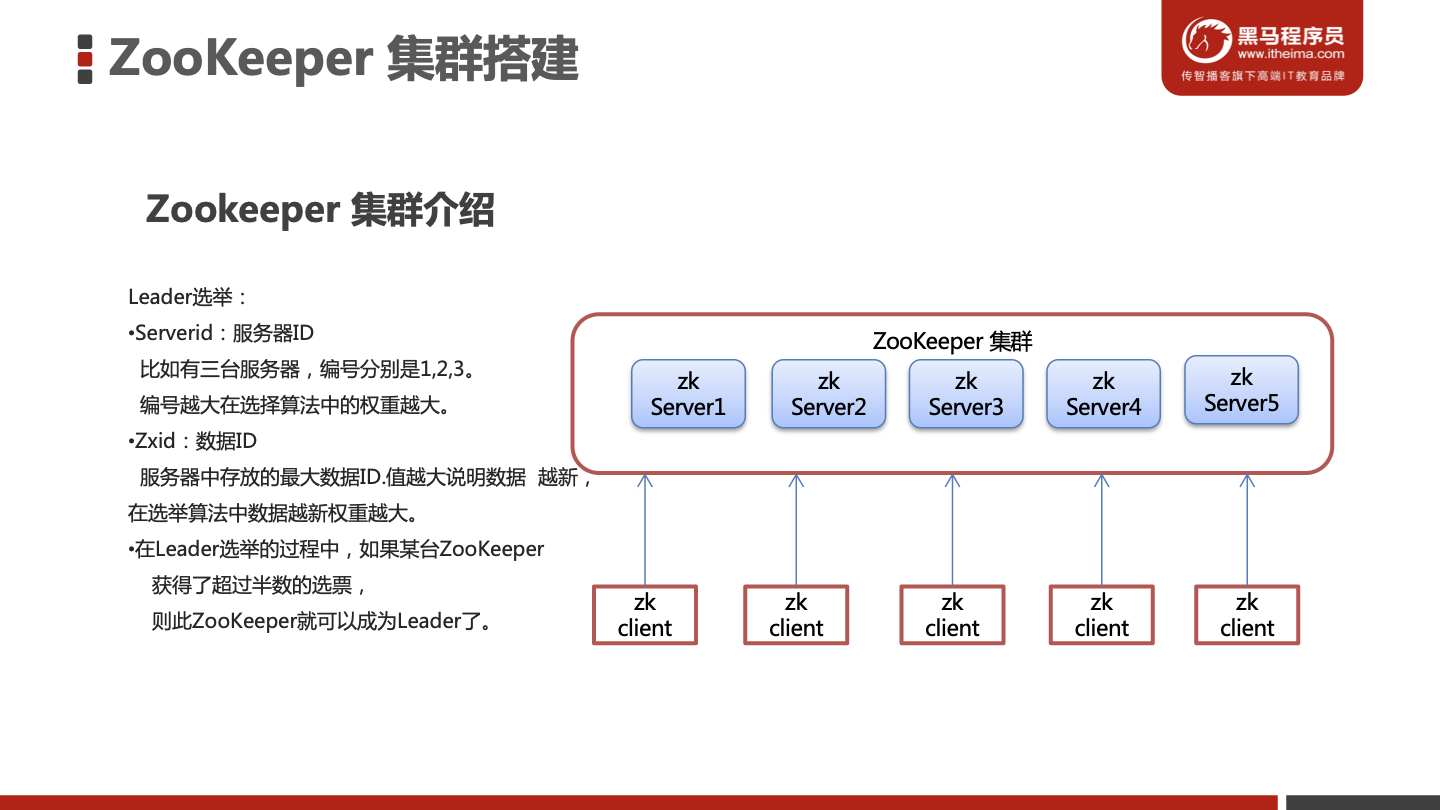 ZooKeeper 集群搭建
黑马程序员
www.itheima.com
传智播客旗下高端IT教育品牌
Zookeeper 集群介绍
Leader选举：
•Serverid：服务器ID
比如有三台服务器，编号分别是1,2,3。
编号越大在选择算法中的权重越大。
•Zxid：数据ID
服务器中存放的最大数据ID.值越大说明数据 越新，
在选举算法中数据越新权重越大。
•在Leader选举的过程中，如果某台ZooKeeper
获得了超过半数的选票，
则此ZooKeeper就可以成为Leader了。
ZooKeeper 集群
zk
Server1
zk
Server2
zk
Server3
zk
Server4
zk
Server5
zk
client
zk
client
zk
client
zk
client
zk
client